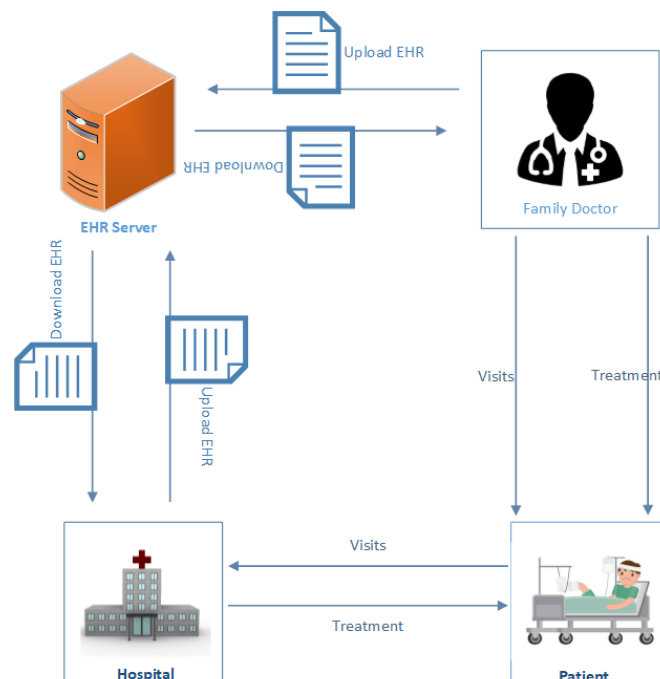 Upload EHR
Download EHR
Family Doctor
EHR Server
Download EHR
Upload EHR
Visits
Treatment
Visits
Treatment
Hospital
Patient